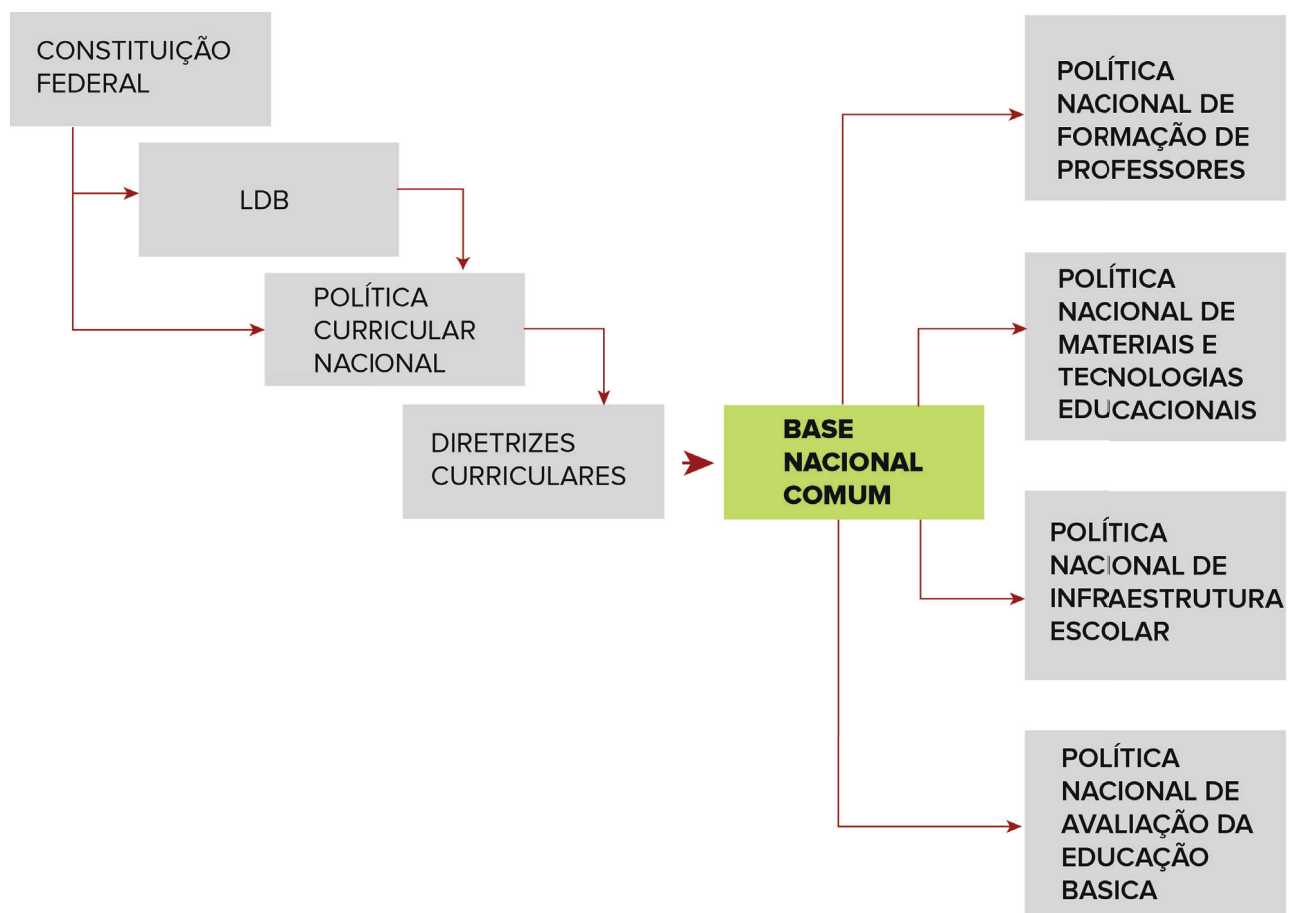 CONSTITUIÇÃO
FEDERAL
LDB
POLÍTICA
CURRICULAR
NACIONAL
DIRETRIZES
CURRICULARES
BASE
NACIONAL
COMUM
POLÍTICA
NACIONAL DE
FORMAÇÃO DE
PROFESSORES
POLÍTICA
NACIONAL DE
MATERIAIS E
TECNOLOGIAS
EDUCACIONAIS
POLÍTICA
NACIONAL DE
INFRAESTRUTURA
ESCOLAR
POLÍTICA
NACIONAL DE
AVALIAÇÃO DA
EDUCAÇÃO
BASICA